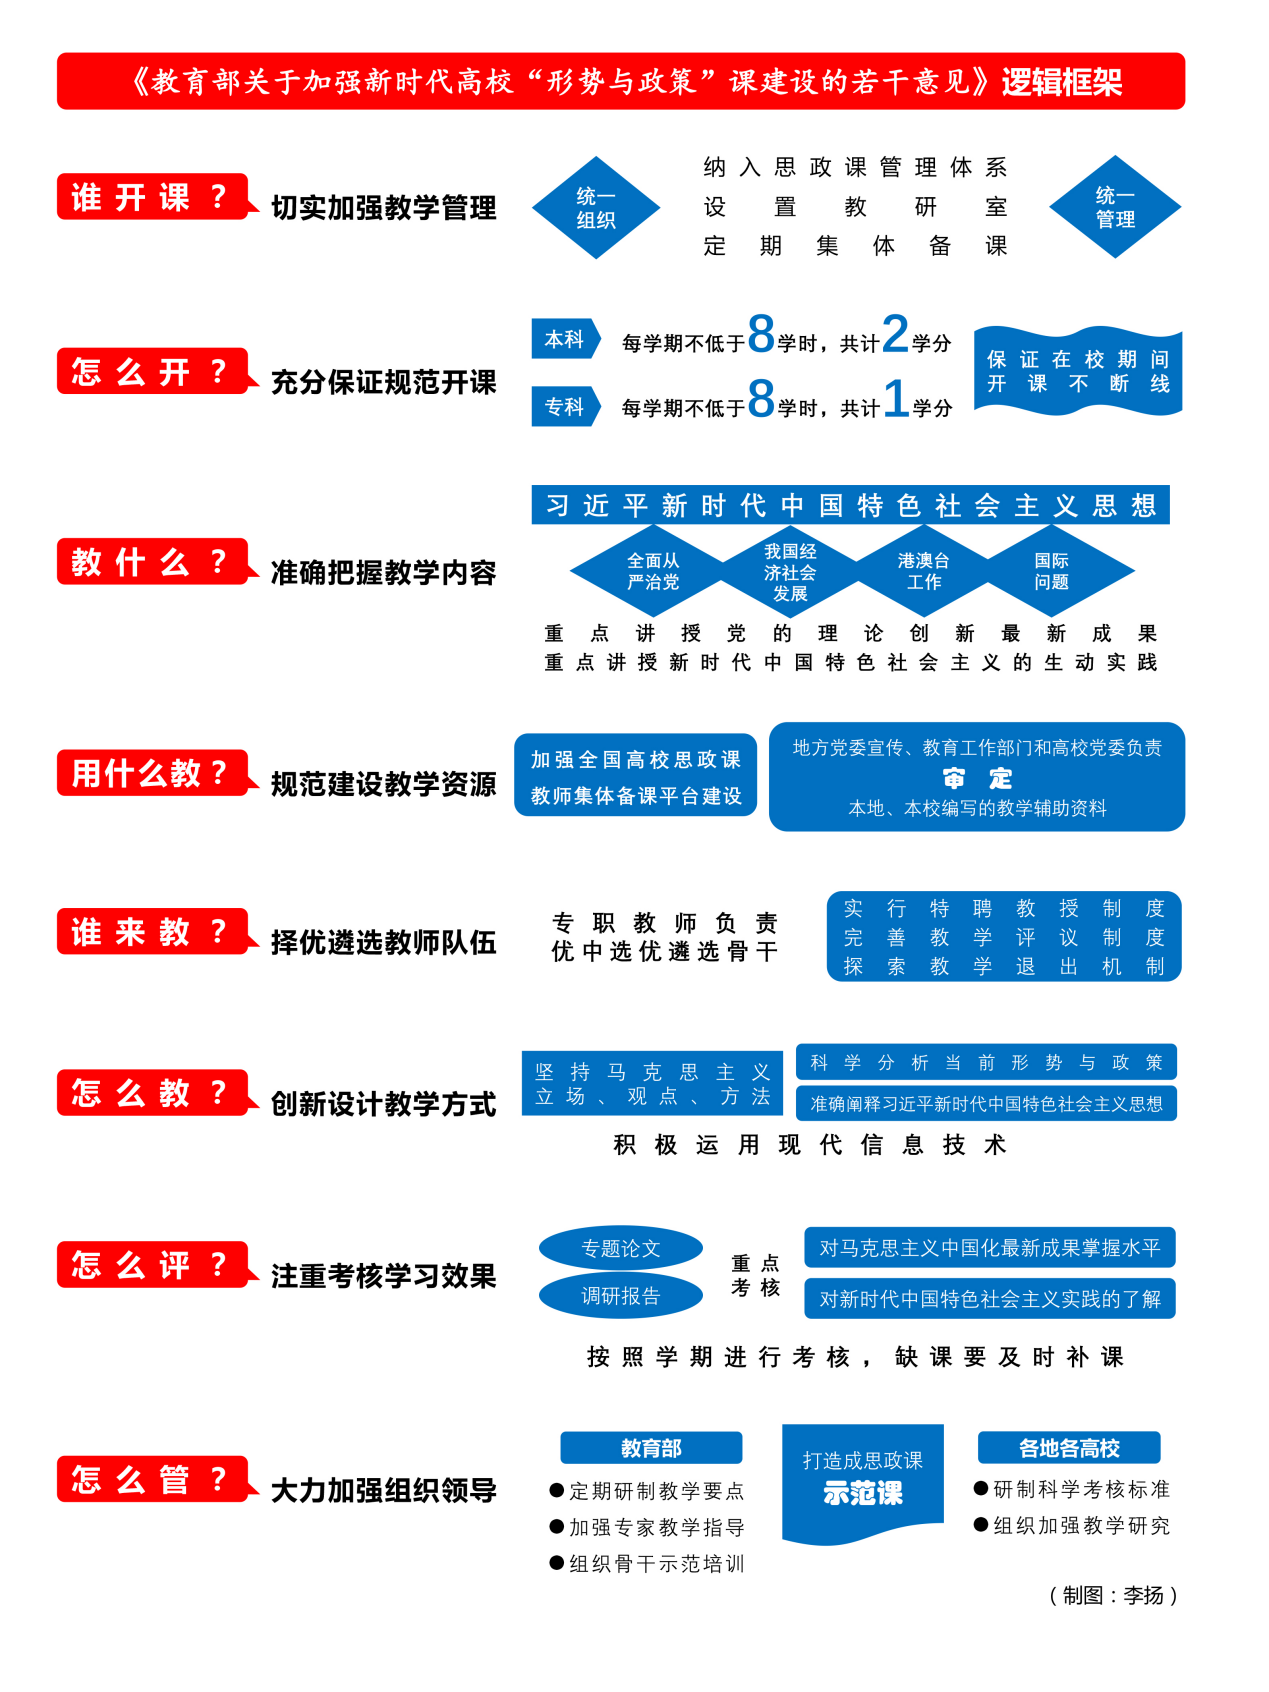 《教育部关于加强新时代高校“形势与政策”课建设的若干意见》逻辑框架
谁开课？
切实加强教学管理
统一
组织
纳入思政课管理体系
设置教研室
定期集体备课
统一
管理
怎么开？
充分保证规范开课
本科
每学期不低于8学时，共计2学分
专科
每学期不低于8学时，共计1学分
保证在校期间
开课不断线
教什么？
准确把握教学内容
习近平新时代中国特色社会主义思想
全面从
严治党
我国经
济社会
发展
港澳台
工作
国际
问题
重点讲授党的理论创新最新成果
重点讲授新时代中国特色社会主义的生动实践
用什么教？
规范建设教学资源
加强全国高校思政课
教师集体备课平台建设
地方党委宣传、教育工作部门和高校党委负责
审定
本地、本校编写的教学辅助资料
谁来教？
择优遴选教师队伍
专职教师负责
优中选优遴选骨干
实行特聘教授制度
完善教学评议制度
探索教学退出机制
怎么教？
创新设计教学方式
坚持马克思主义
立场、观点、方法
科学分析当前形势与政策
准确阐释习近平新时代中国特色社会主义思想
积极运用现代信息技术
怎么评？
注重考核学习效果
专题论文
调研报告
重点
考核
对马克思主义中国化最新成果掌握水平
对新时代中国特色社会主义实践的了解
按照学期进行考核，缺课要及时补课
怎么管？
大力加强组织领导
教育部
●定期研制教学要点
●加强专家教学指导
●组织骨干示范培训
打造成思政课
示范课
各地各高校
●研制科学考核标准
●组织加强教学研究
（制图：李扬）